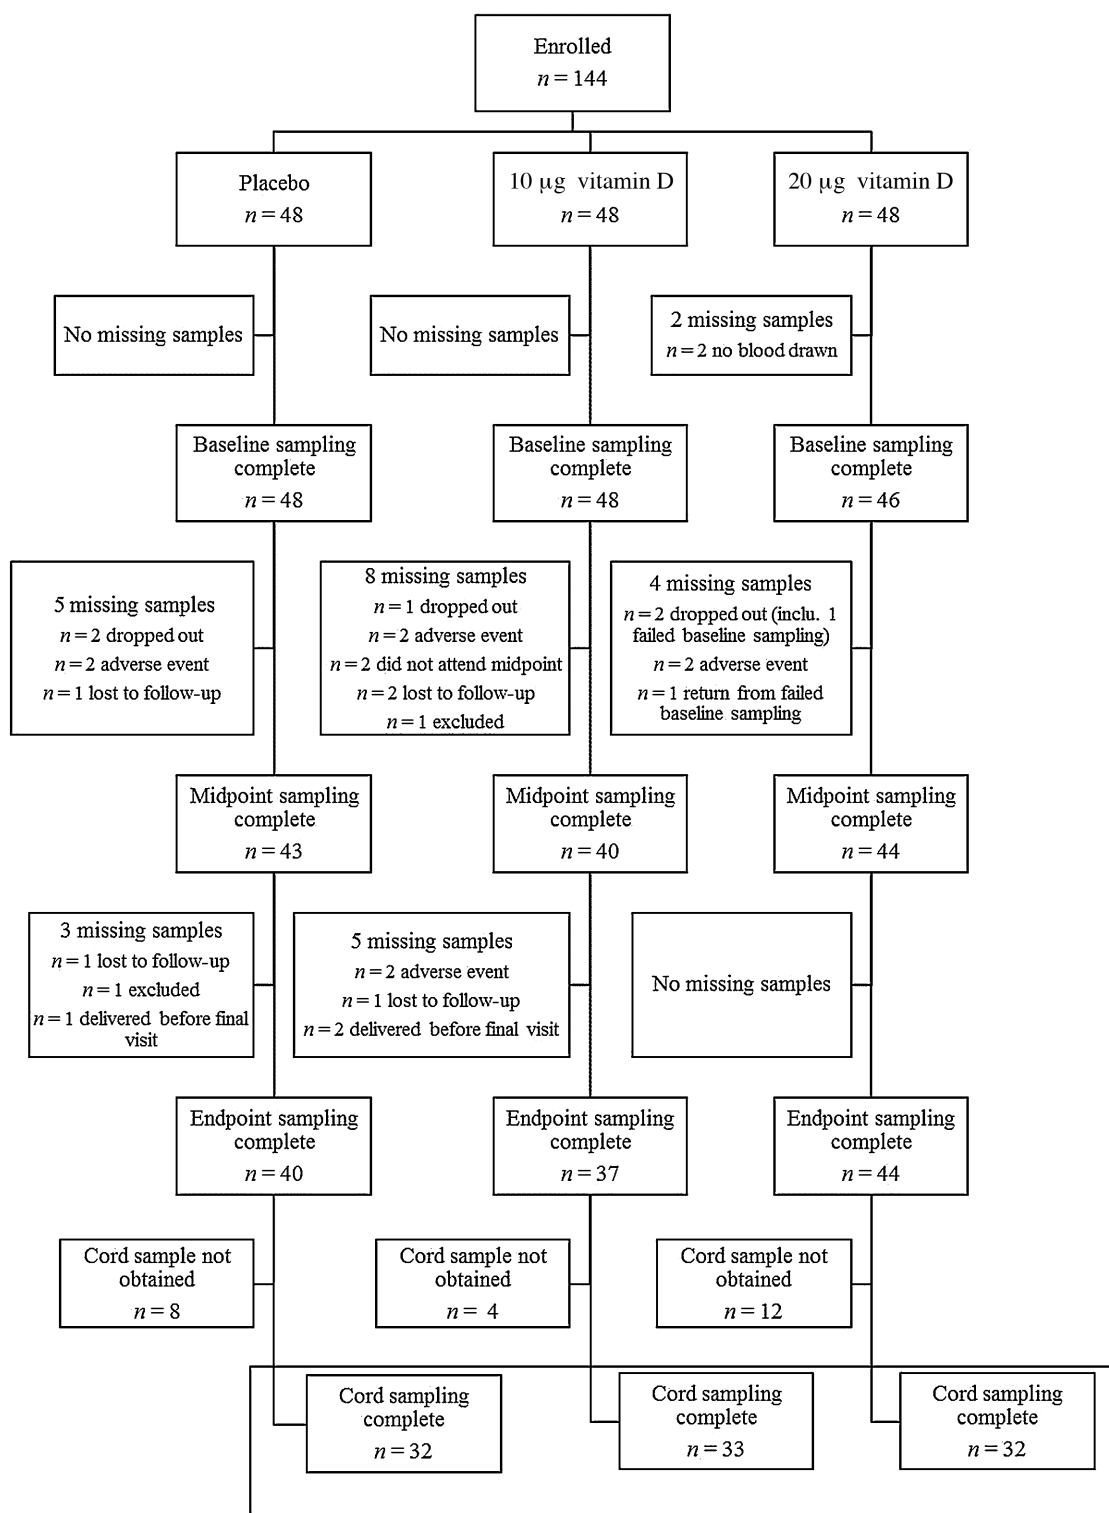 Enrolled
n = 144
Placebo
n = 48
10 µg vitamin D
n = 48
20 µg vitamin D
n = 48
No missing samples
No missing samples
2 missing samples
n = 2 no blood drawn
Baseline sampling
complete
n = 48
Baseline sampling
complete
n = 48
Baseline sampling
complete
n = 46
5 missing samples
n = 2 dropped out
n = 2 adverse event
n = 1 lost to follow-up
8 missing samples
n = 1 dropped out
n = 2 adverse event
n = 2 did not attend midpoint
n = 2 lost to follow-up
n = 1 excluded
4 missing samples
n = 2 dropped out (inclu. 1
failed baseline sampling)
n = 2 adverse event
n = 1 return from failed
baseline sampling
Midpoint sampling
complete
n = 43
Midpoint sampling
complete
n = 40
Midpoint sampling
complete
n = 44
3 missing samples
n = 1 lost to follow-up
n = 1 excluded
n = 1 delivered before final
visit
5 missing samples
n = 2 adverse event
n = 1 lost to follow-up
n = 2 delivered before final visit
No missing samples
Endpoint sampling
complete
n = 40
Endpoint sampling
complete
n = 37
Endpoint sampling
complete
n = 44
Cord sample not
obtained
n = 8
Cord sample not
obtained
n = 4
Cord sample not
obtained
n = 12
Cord sampling
complete
n = 32
Cord sampling
complete
n = 33
Cord sampling
complete
n = 32